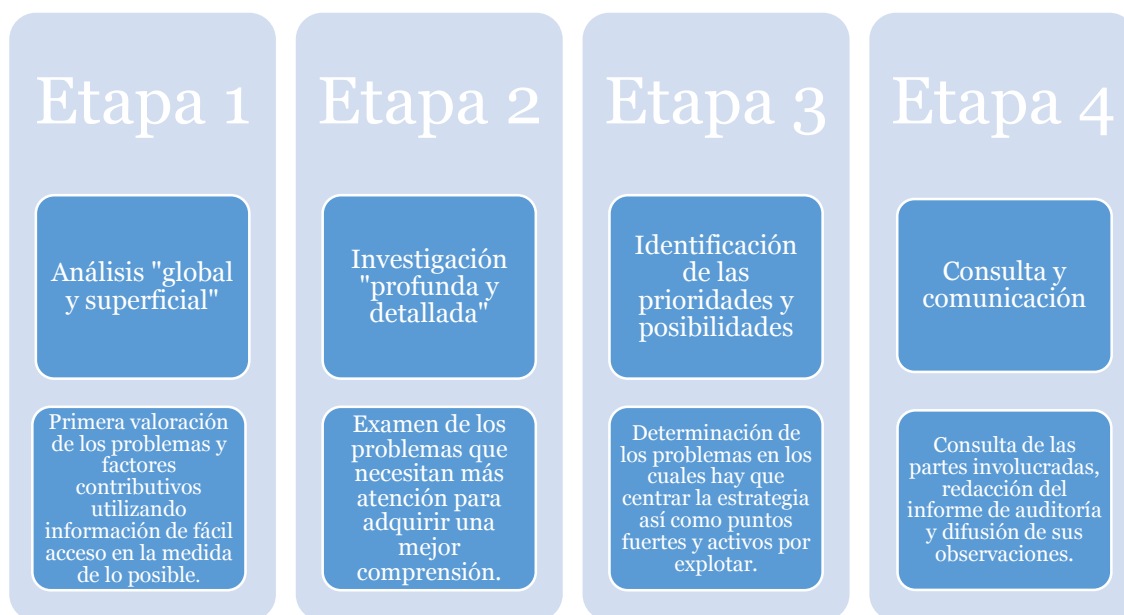 Etapa 1
Análisis "global
y superficial"
Primera valoración
de los problemas y
factores
contributivos
utilizando
información de fácil
acceso en la medida
de lo posible.
Etapa 2
Investigación
"profunda y
detallada"
Examen de los
problemas que
necesitan más
atención para
adquirir una
mejor
comprensión.
Etapa 3
Identificación
de las
prioridades y
posibilidades
Determinación de
los problemas en los
cuales hay que
centrar la estrategia
así como puntos
fuertes y activos por
explotar.
Etapa 4
Consulta y
comunicación
Consulta de las
partes involucradas,
redacción del
informe de auditoría
y difusión de sus
observaciones.